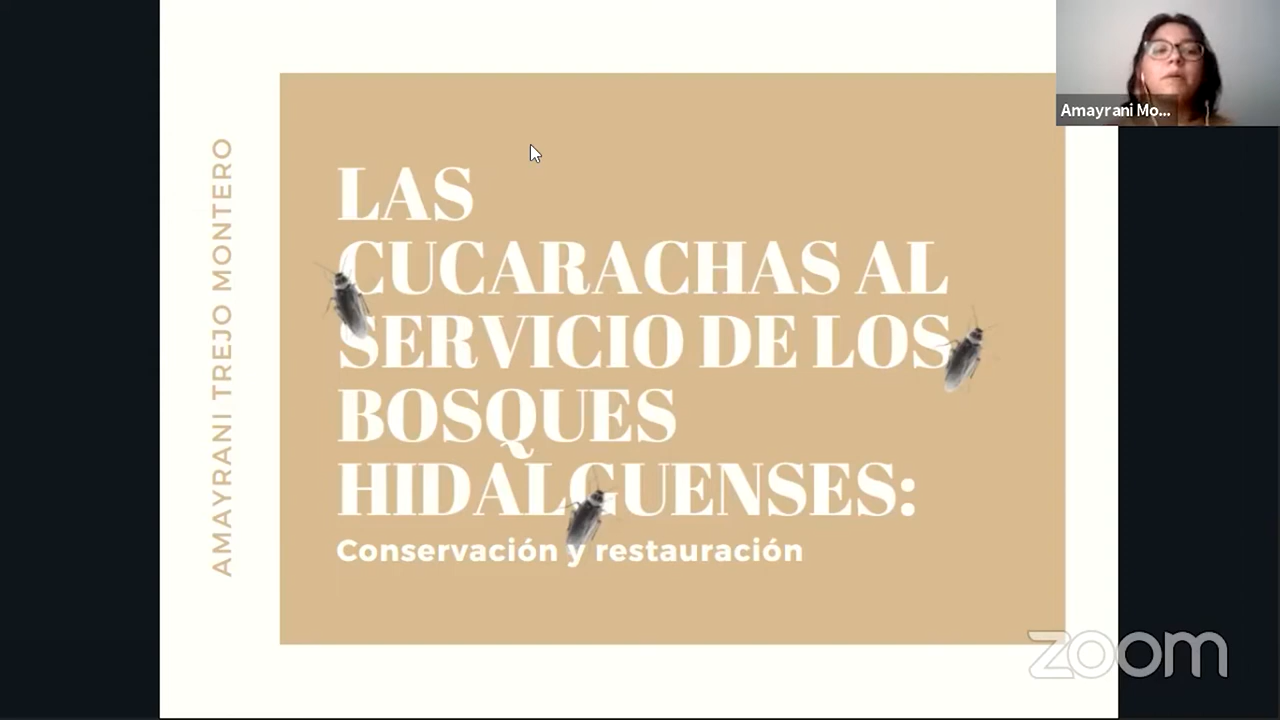 AMAYRANI TREJO MONTERO
LAS
CUCARACHAS AL
SERVICIO DE LOS
BOSQUES
HIDALGUENSES:
Conservación y restauración
Amayrani Mo...
zoom